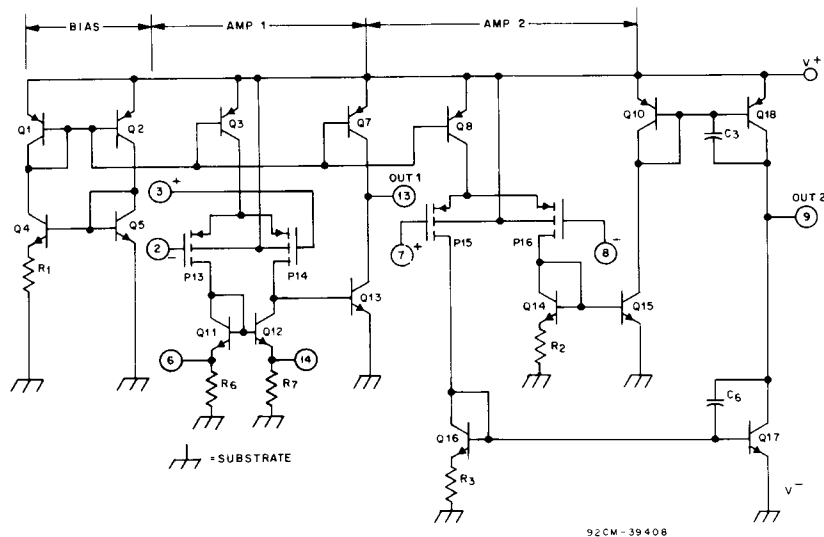 BIAS
AMP 1
AMP 2
V+
Q1
Q2
Q3
Q7
Q8
Q10
Q18
C3
3
+
OUT 1
13
OUT 2
9
Q4
Q5
2
−
P13
P14
7
+
P15
P16
8
−
R1
Q13
Q14
Q15
Q11
Q12
6
14
R2
R6
R7
C6
Q16
Q17
= SUBSTRATE
R3
V−
92CM-39408